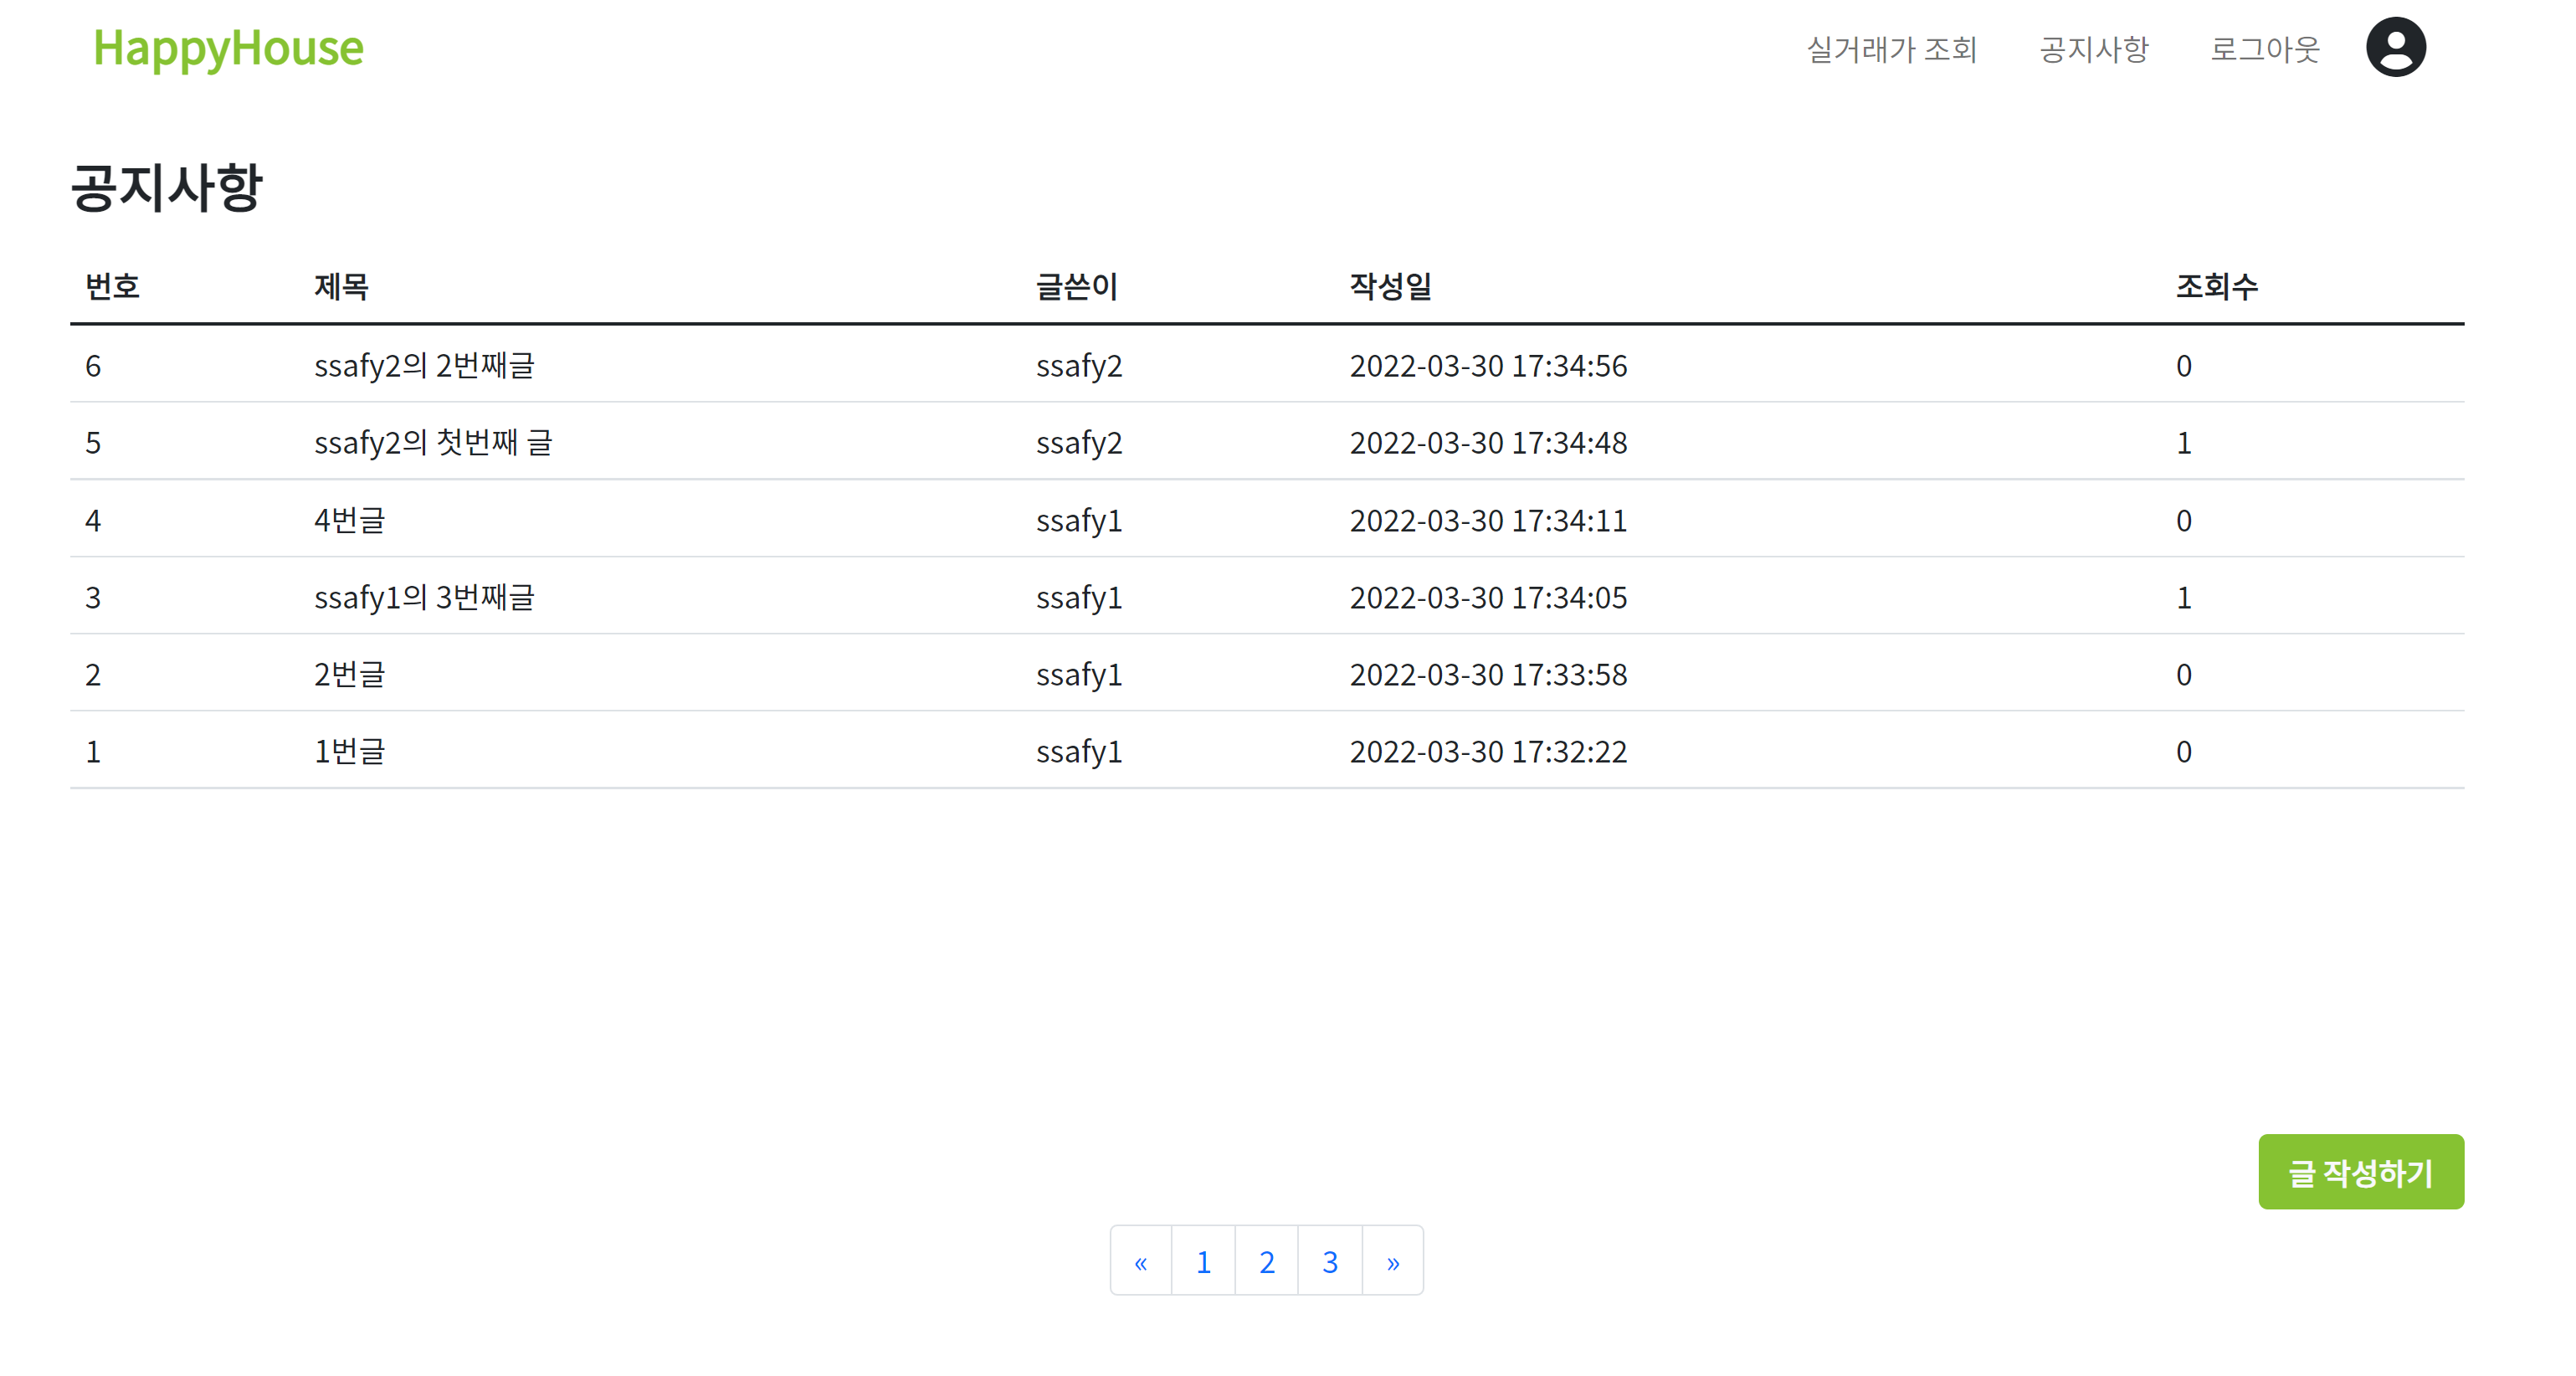 HappyHouse 실거래가 조회 공지사항 로그아웃
공지사항
번호 제목 글쓴이 작성일 조회수
6 ssafy2의 2번째글 ssafy2 2022-03-30 17:34:56 0
5 ssafy2의 첫번째 글 ssafy2 2022-03-30 17:34:48 1
4 4번글 ssafy1 2022-03-30 17:34:11 0
3 ssafy1의 3번째글 ssafy1 2022-03-30 17:34:05 1
2 2번글 ssafy1 2022-03-30 17:33:58 0
1 1번글 ssafy1 2022-03-30 17:32:22 0
글 작성하기
« 1 2 3 »